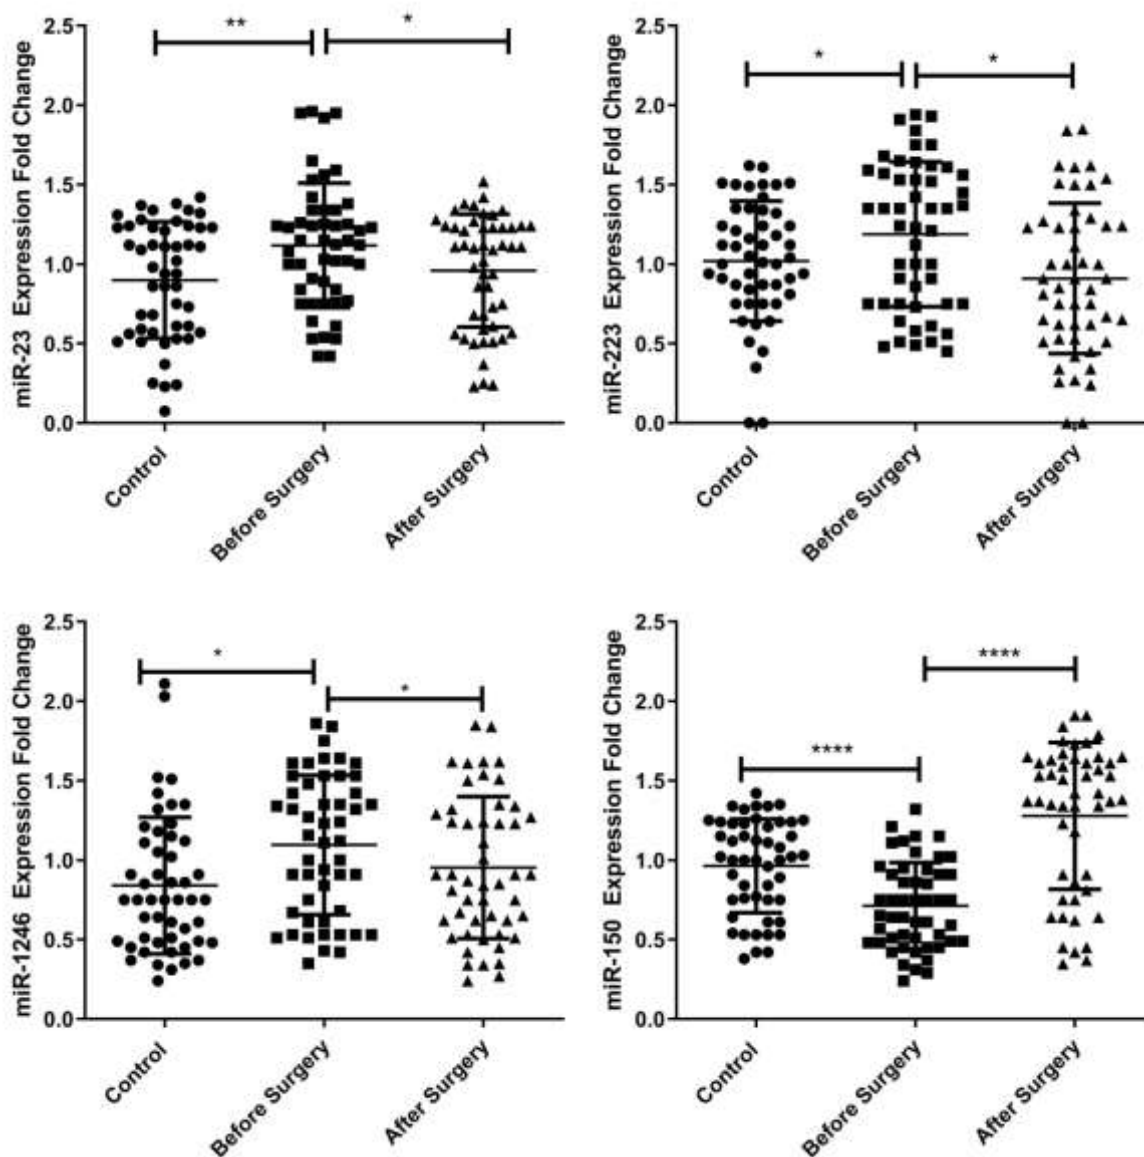 miR-23 Expression Fold Change
2.5
2.0
1.5
1.0
0.5
0.0
**
*
Control
Before Surgery
After Surgery
miR-223 Expression Fold Change
2.5
2.0
1.5
1.0
0.5
0.0
*
*
Control
Before Surgery
After Surgery
miR-1246 Expression Fold Change
2.5
2.0
1.5
1.0
0.5
0.0
*
*
Control
Before Surgery
After Surgery
miR-150 Expression Fold Change
2.5
2.0
1.5
1.0
0.5
0.0
****
****
Control
Before Surgery
After Surgery